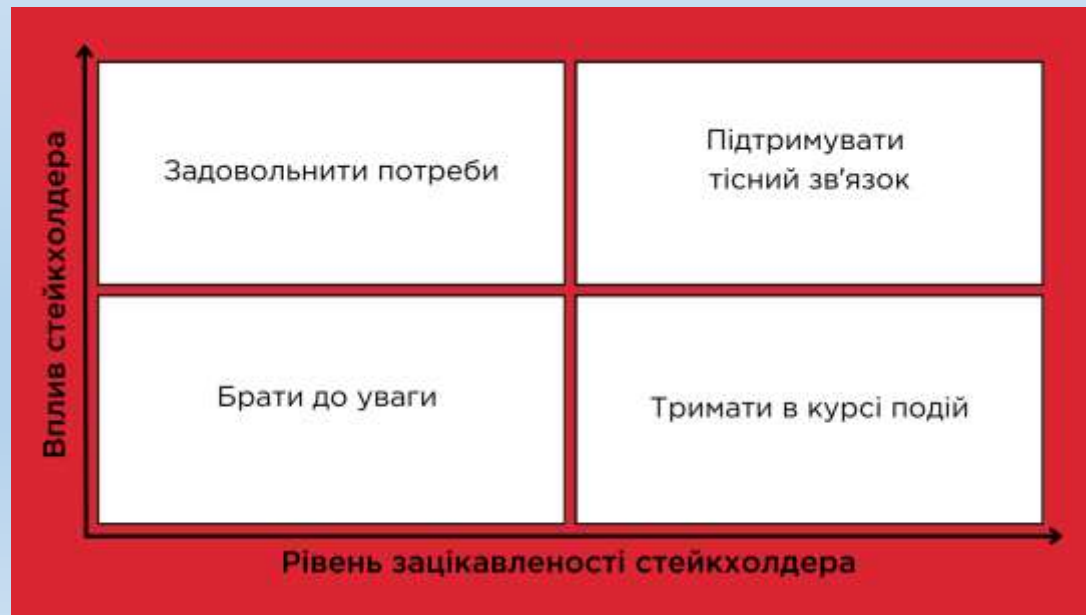 Вплив стейкхолдера
Задовольнити потреби
Підтримувати
тісний зв'язок
Брати до уваги
Тримати в курсі подій
Рівень зацікавленості стейкхолдера